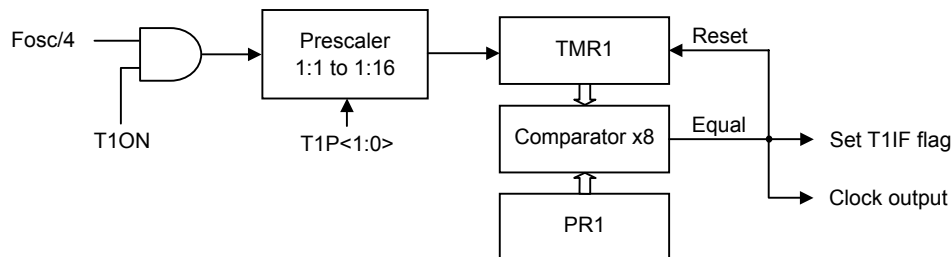 Fosc/4
T1ON
Prescaler
1:1 to 1:16
T1P<1:0>
TMR1
Reset
Comparator x8
Equal
Set T1IF flag
Clock output
PR1